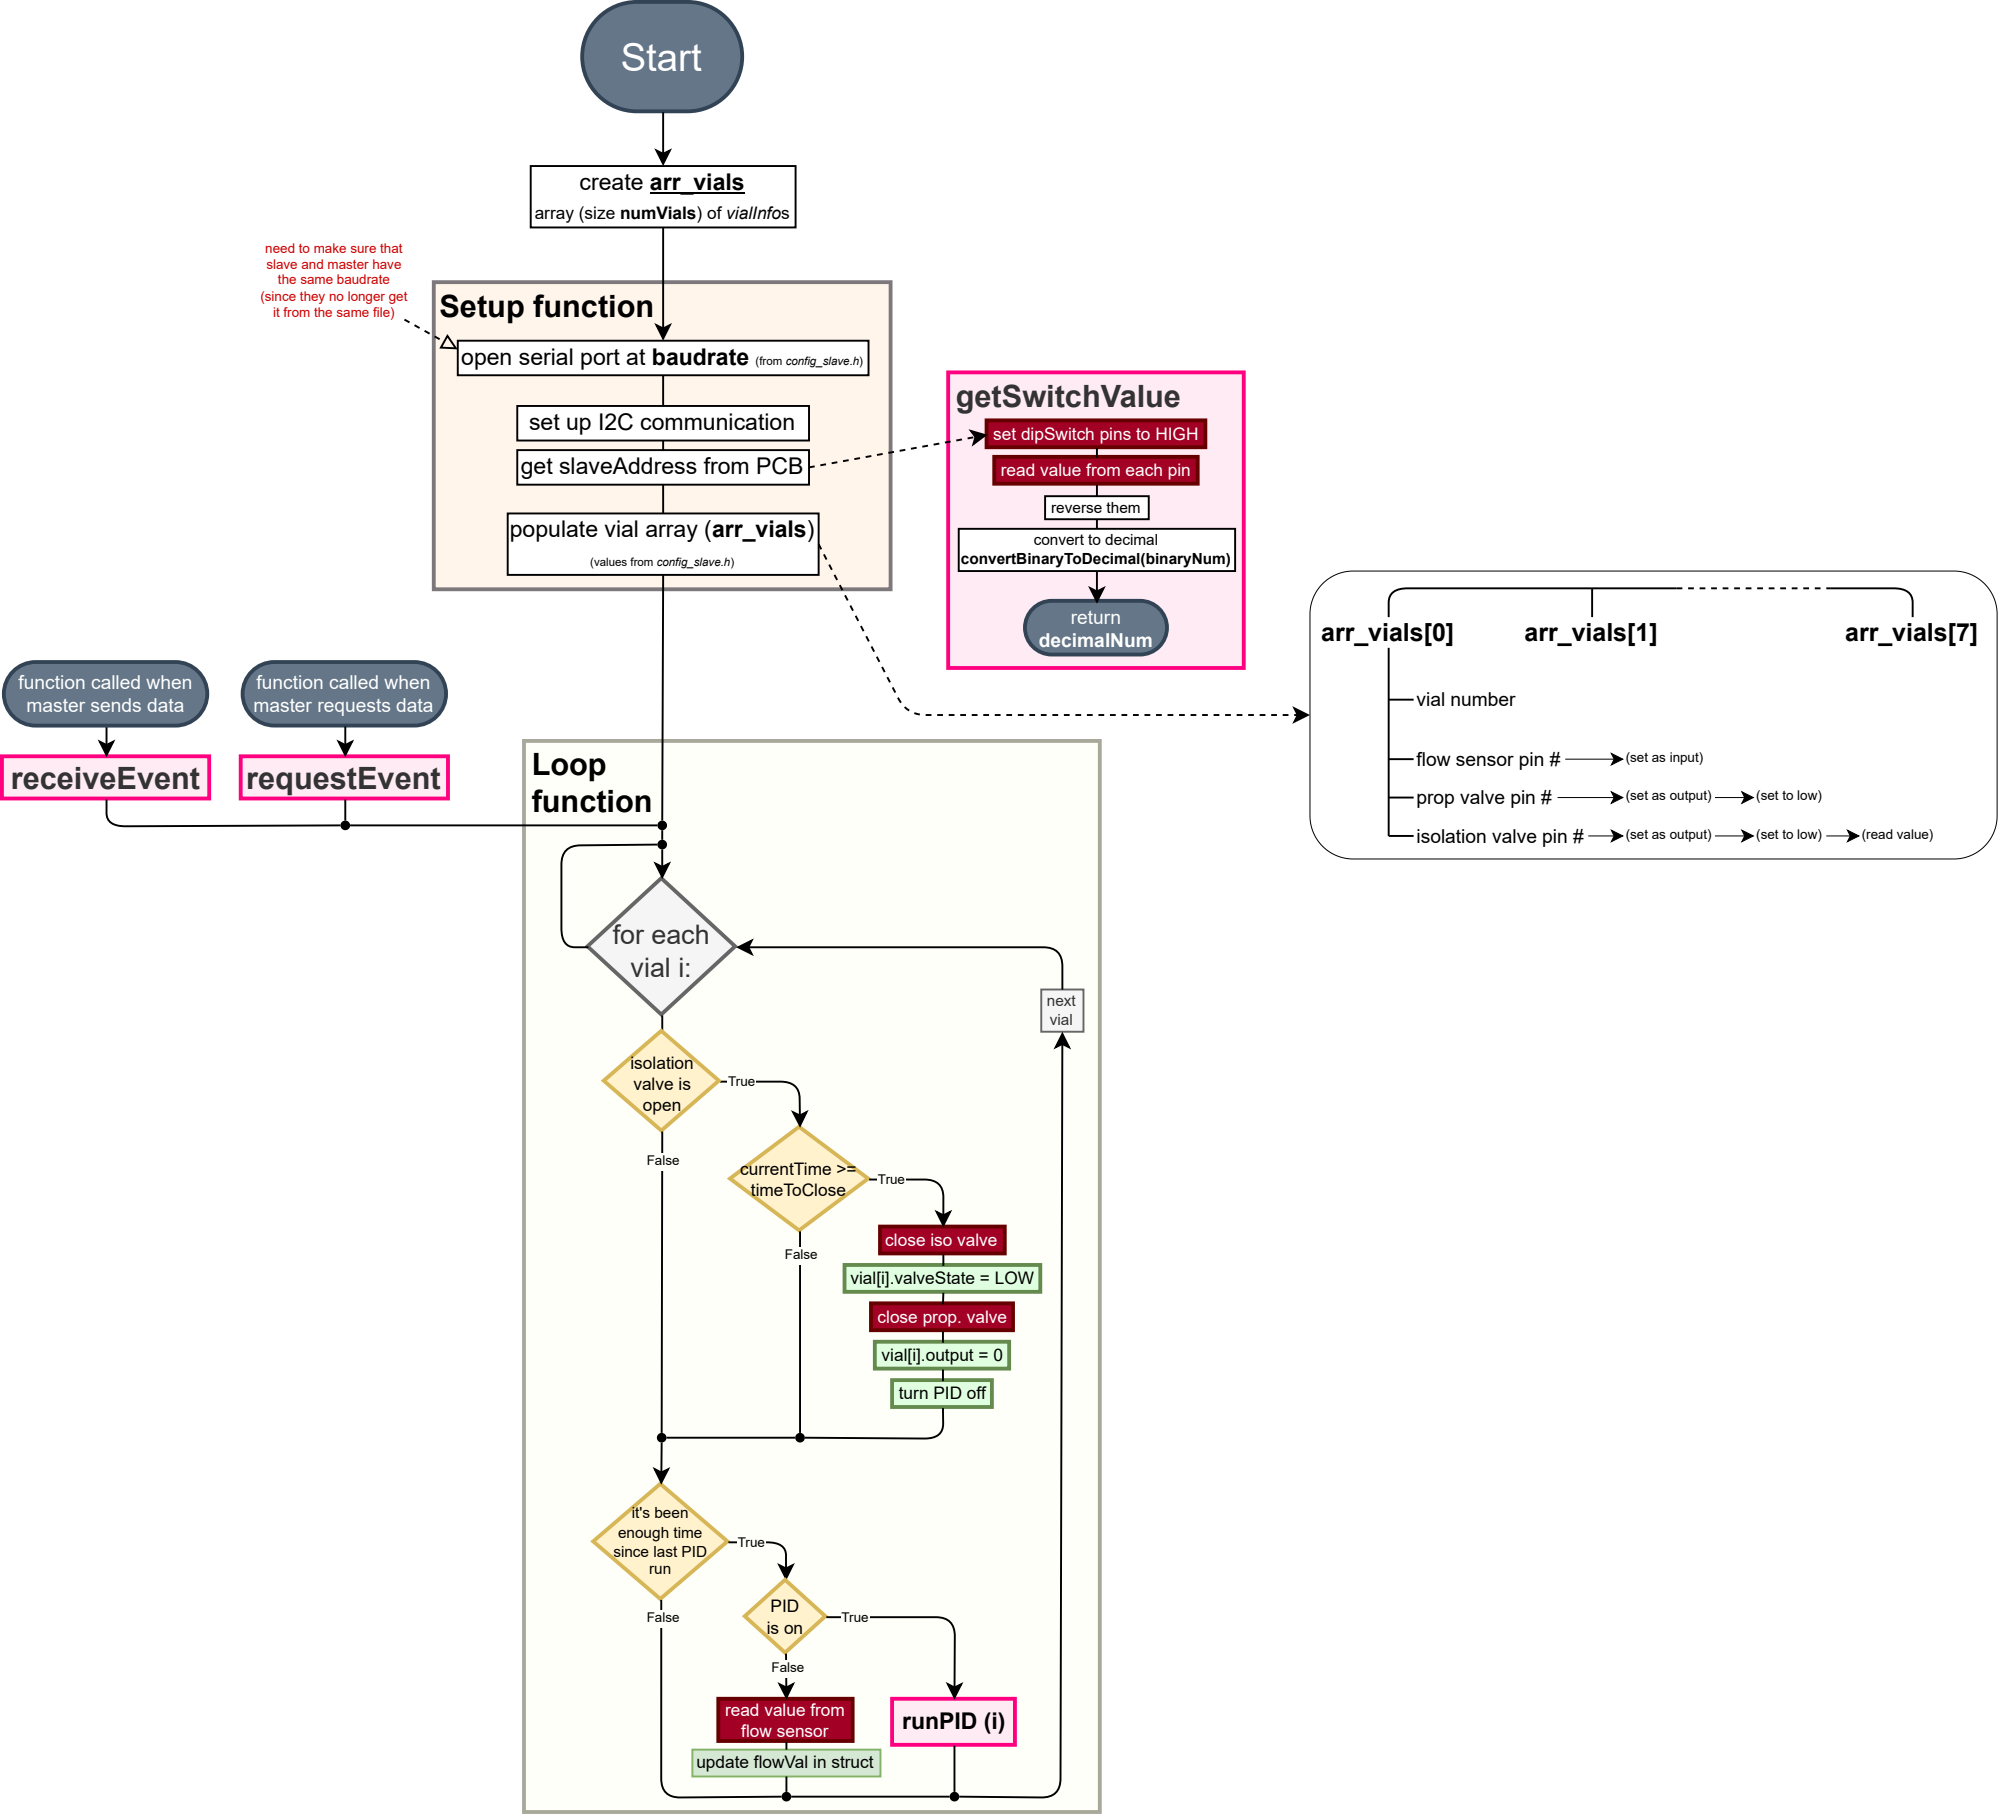 Start
create arr_vials
array (size numVials) of vialInfos
need to make sure that
slave and master have
the same baudrate
(since they no longer get
it from the same file)
Setup function
open serial port at baudrate (from config_slave.h)
set up I2C communication
get slaveAddress from PCB
populate vial array (arr_vials)
(values from config_slave.h)
getSwitchValue
set dipSwitch pins to HIGH
read value from each pin
reverse them
convert to decimal
convertBinaryToDecimal(binaryNum)
return
decimalNum
arr_vials[0] arr_vials[1] arr_vials[7]
vial number
flow sensor pin # (set as input)
prop valve pin # (set as output) (set to low)
isolation valve pin # (set as output) (set to low) (read value)
function called when
master sends data
receiveEvent
function called when
master requests data
requestEvent
Loop
function
for each
vial i:
next
vial
isolation
valve is
open
True
False
currentTime >=
timeToClose
True
False
close iso valve
vial[i].valveState = LOW
close prop. valve
vial[i].output = 0
turn PID off
it's been
enough time
since last PID
run
True
False
PID
is on
True
False
read value from
flow sensor
update flowVal in struct
runPID (i)